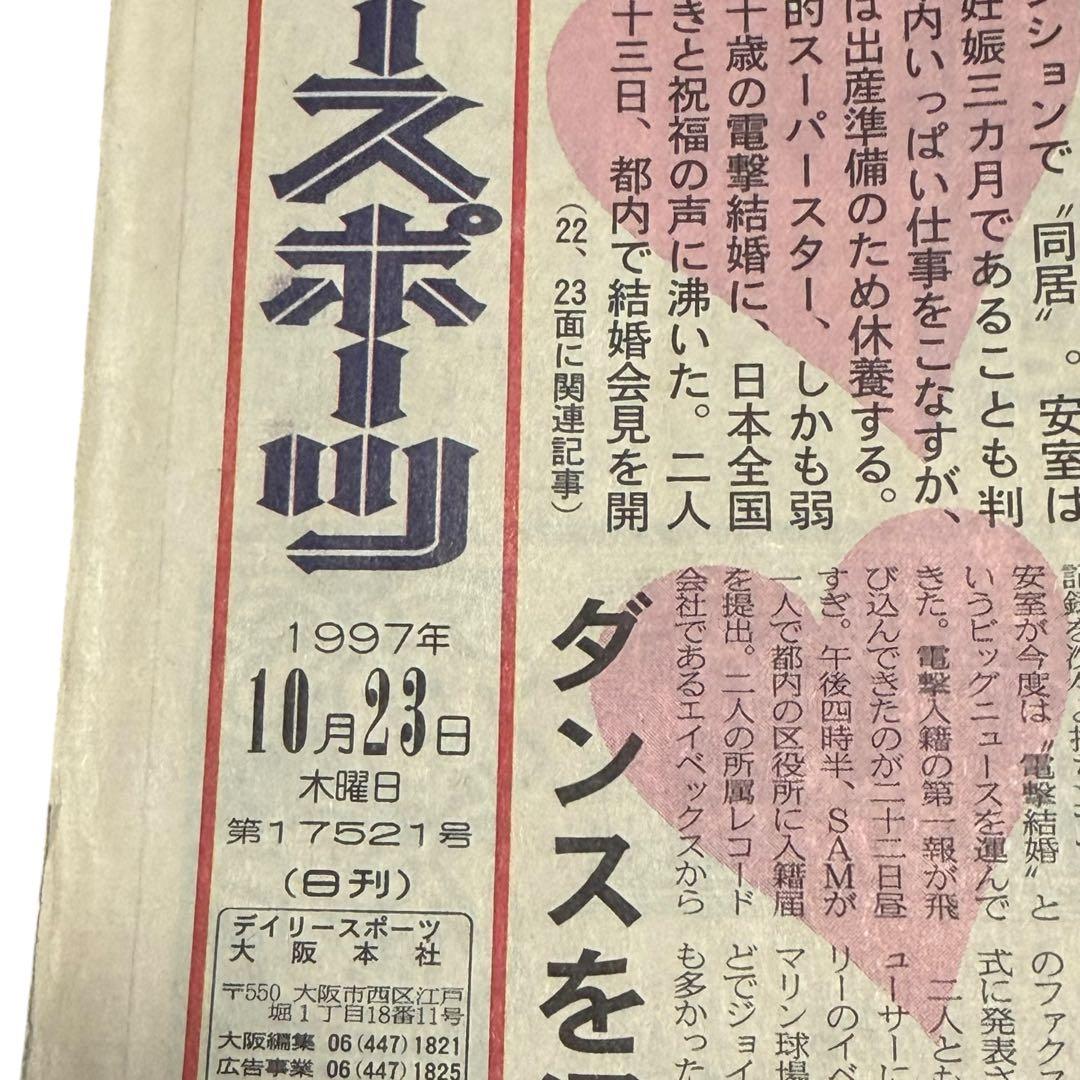 ースポーツ
1997年
10月23日
木曜日
第17521号
（日刊）
デイリースポーツ
大阪本社
〒550 大阪市西区江戸
堀1丁目18番11号
大阪編集 06(447)1821
広告事業 06(447)1825
ションで〝同居〟。安室は
妊娠三カ月であることも判
内いっぱい仕事をこなすが、
は出産準備のため休養する。
的スーパースター、しかも弱
十歳の電撃結婚に、日本全国
きと祝福の声に沸いた。二人
十三日、都内で結婚会見を開
（22、23面に関連記事）
ダンスを
安室が今度は〝電撃結婚〟と
いうビッグニュースを運んで
きた。電撃入籍の第一報が飛
び込んできたのが二十二日昼
すぎ。午後四時半、SAMが
一人で都内の区役所に入籍届
を提出。二人の所属レコード
会社であるエイベックスから
のファクス
式に発表さ
二人とも
ューサーに
リーのイベ
マリン球場
どでジョイ
も多かった